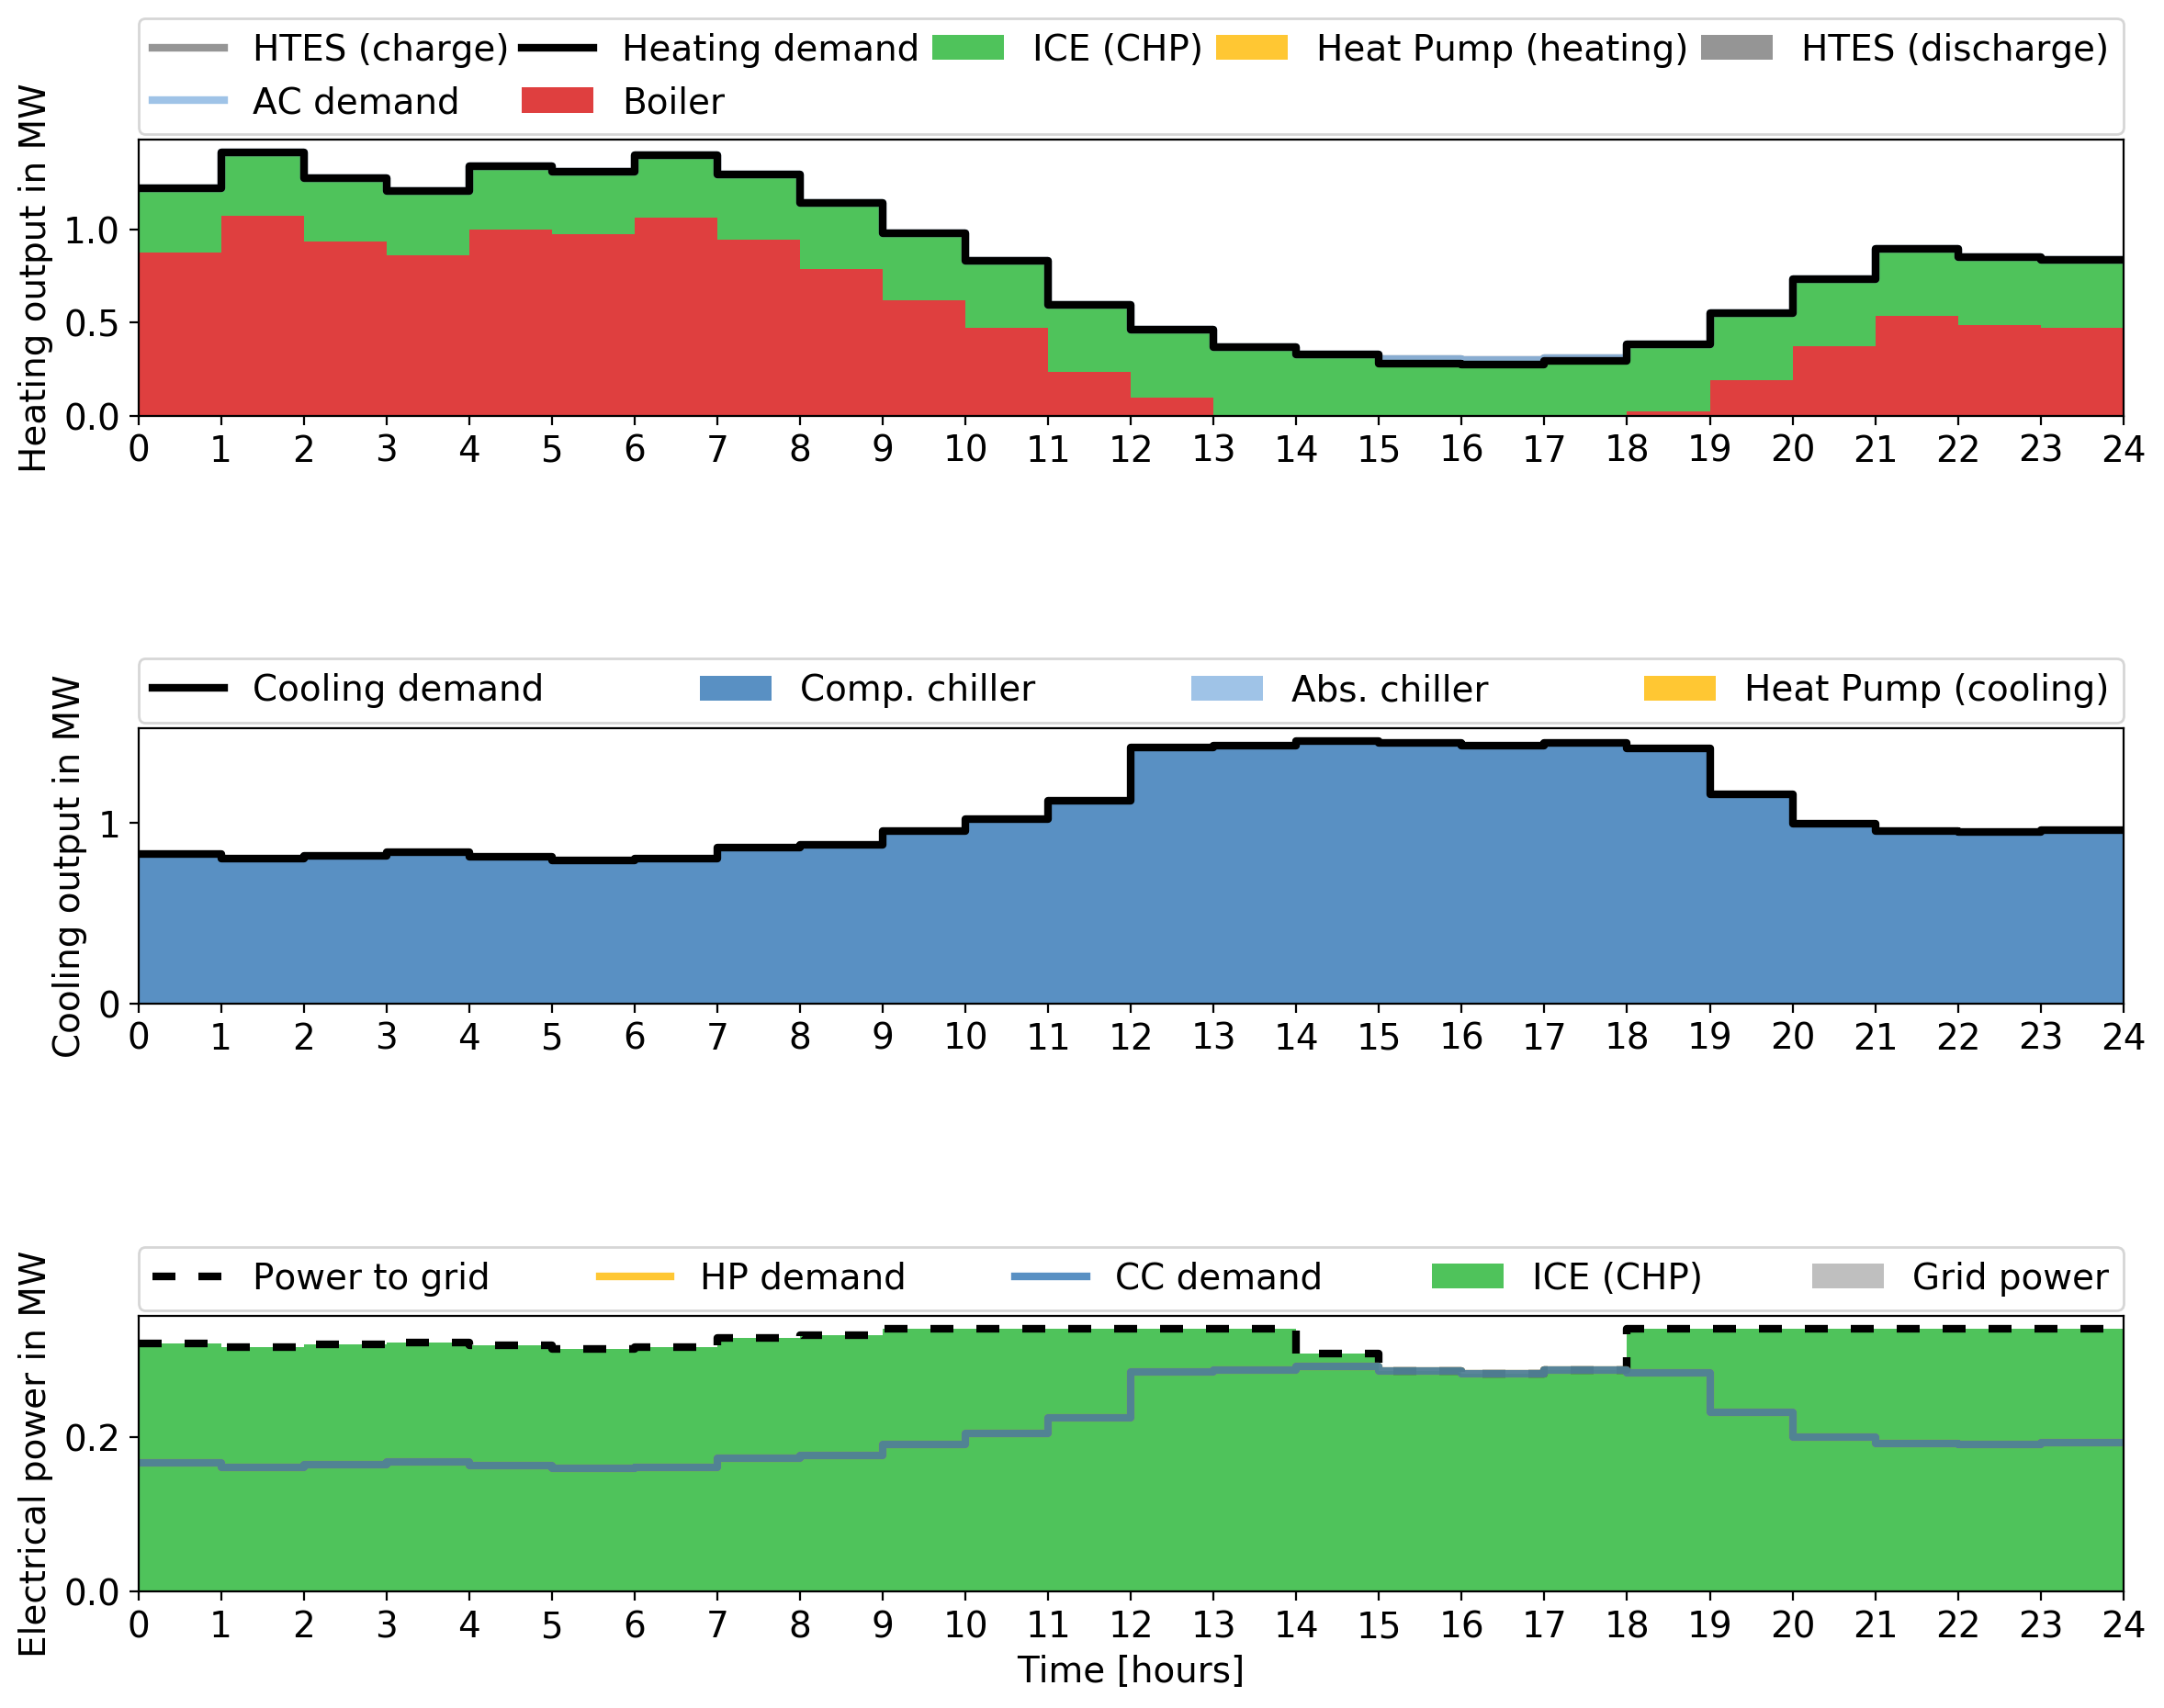 HTES (charge) Heating demand ICE (CHP) Heat Pump (heating) HTES (discharge)
AC demand Boiler
Heating output in MW
1.0
0.5
0.0
0 1 2 3 4 5 6 7 8 9 10 11 12 13 14 15 16 17 18 19 20 21 22 23 24
Cooling demand Comp. chiller Abs. chiller Heat Pump (cooling)
Cooling output in MW
1
0
0 1 2 3 4 5 6 7 8 9 10 11 12 13 14 15 16 17 18 19 20 21 22 23 24
Power to grid HP demand CC demand ICE (CHP) Grid power
Electrical power in MW
0.2
0.0
0 1 2 3 4 5 6 7 8 9 10 11 12 13 14 15 16 17 18 19 20 21 22 23 24
Time [hours]